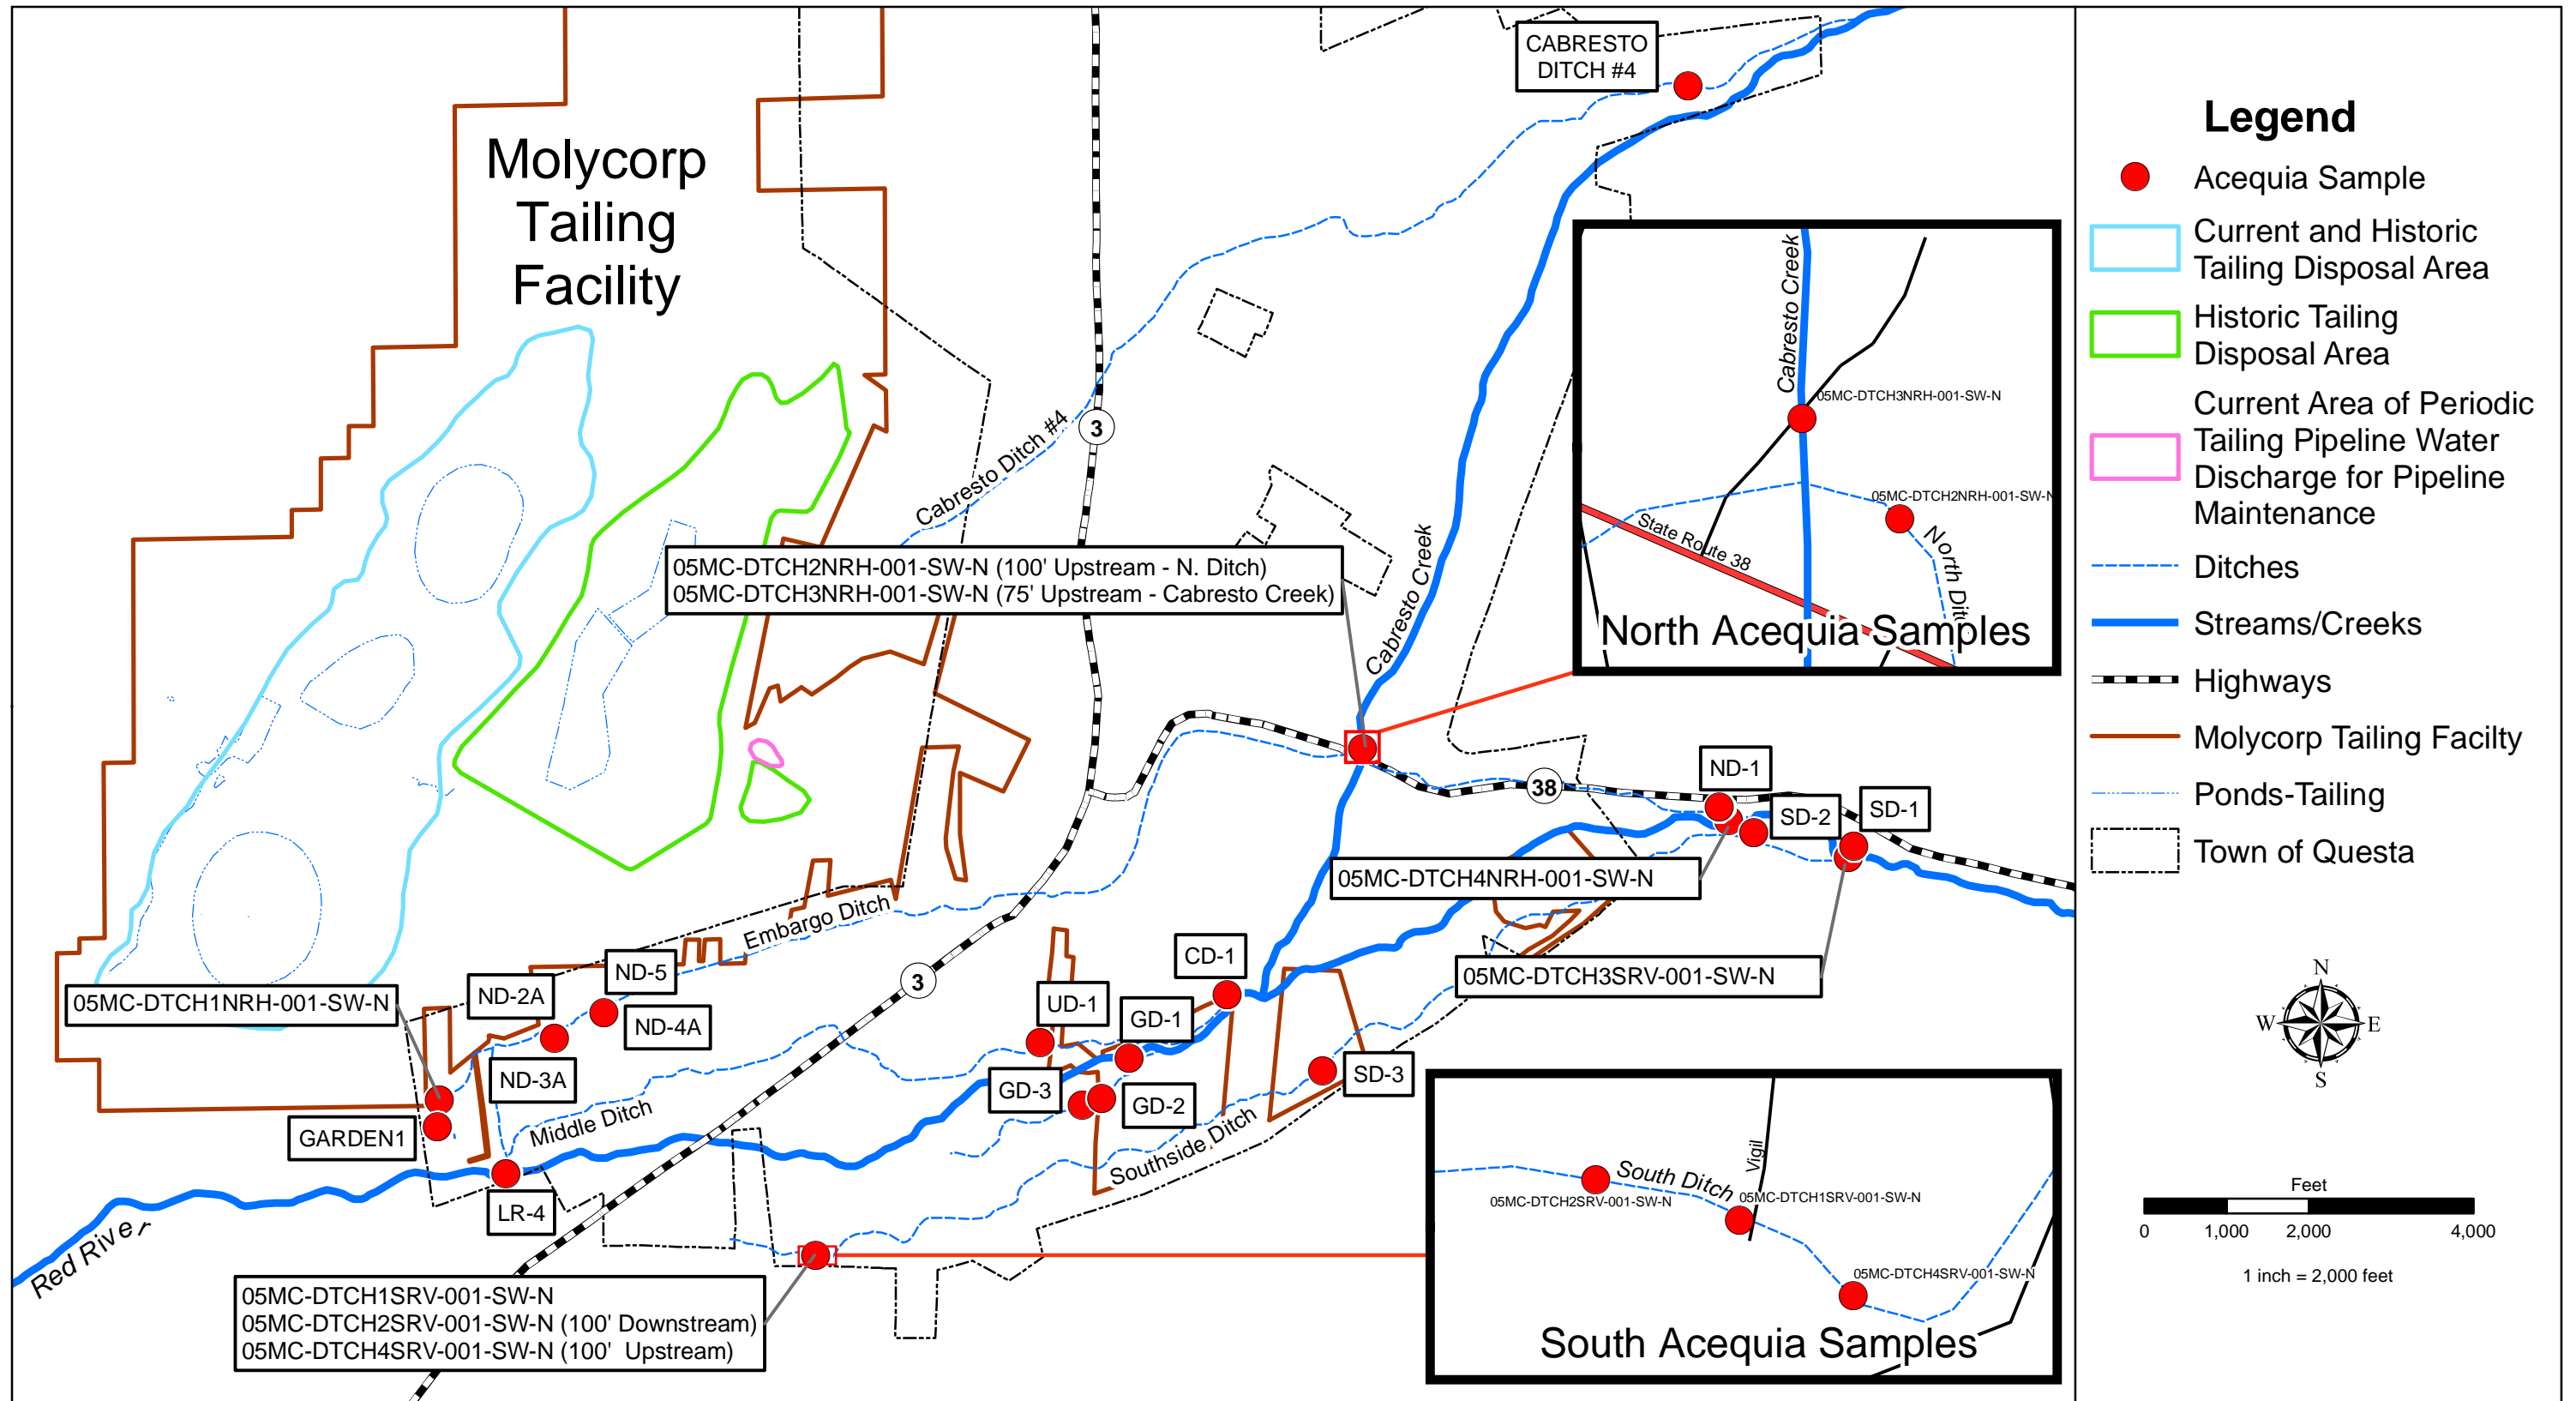 CABRESTO
DITCH #4
Molycorp
Tailing
Facility
Cabresto Creek
05MC-DTCH3NRH-001-SW-N
05MC-DTCH2NRH-001-SW-N
State Route 38
North Ditc
North Acequia Samples
3
Cabresto Ditch #4
05MC-DTCH2NRH-001-SW-N (100' Upstream - N. Ditch)
05MC-DTCH3NRH-001-SW-N (75' Upstream - Cabresto Creek)
Cabresto Creek
38
ND-1
SD-2
SD-1
05MC-DTCH4NRH-001-SW-N
05MC-DTCH3SRV-001-SW-N
Embargo Ditch
3
CD-1
ND-5
ND-2A
05MC-DTCH1NRH-001-SW-N
UD-1
GD-1
ND-4A
ND-3A
GD-3
GD-2
SD-3
GARDEN1
Middle Ditch
Southside Ditch
LR-4
Red River
05MC-DTCH1SRV-001-SW-N
05MC-DTCH2SRV-001-SW-N (100' Downstream)
05MC-DTCH4SRV-001-SW-N (100' Upstream)
Vigil
South Ditch
05MC-DTCH2SRV-001-SW-N
05MC-DTCH1SRV-001-SW-N
05MC-DTCH4SRV-001-SW-N
South Acequia Samples
Legend
Acequia Sample
Current and Historic
Tailing Disposal Area
Historic Tailing
Disposal Area
Current Area of Periodic
Tailing Pipeline Water
Discharge for Pipeline
Maintenance
Ditches
Streams/Creeks
Highways
Molycorp Tailing Facilty
Ponds-Tailing
Town of Questa
N
W E
S
Feet
0 1,000 2,000 4,000
1 inch = 2,000 feet